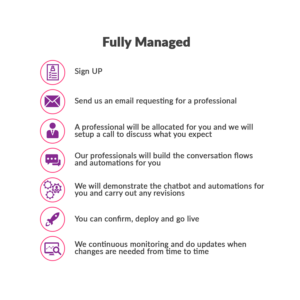 Fully Managed
Sign UP
Send us an email requesting for a professional
A professional will be allocated for you and we will
setup a call to discuss what you expect
Our professionals will build the conversation flows
and automations for you
We will demonstrate the chatbot and automations for
you and carry out any revisions
You can confirm, deploy and go live
We continuous monitoring and do updates when
changes are needed from time to time